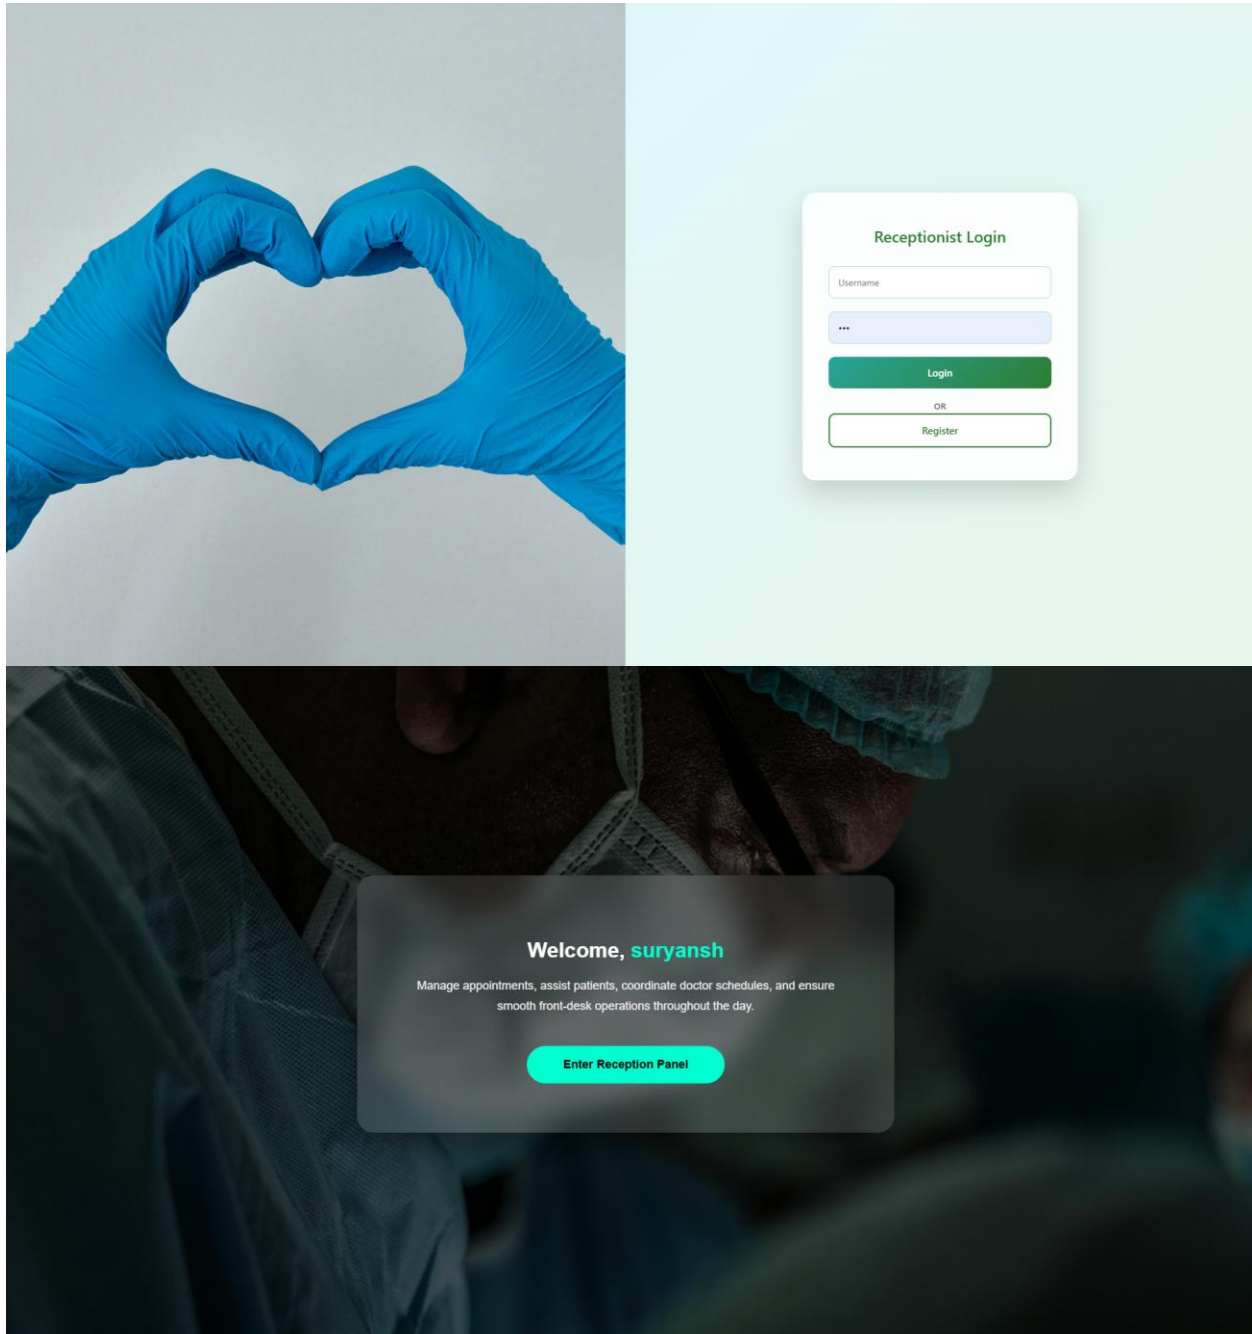 Receptionist Login
Username
•••
Login
OR
Register
Welcome, suryansh
Manage appointments, assist patients, coordinate doctor schedules, and ensure
smooth front-desk operations throughout the day.
Enter Reception Panel